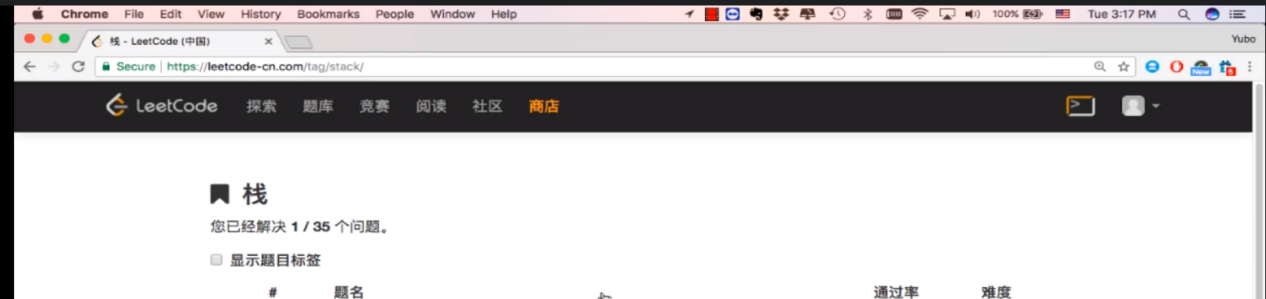 Chrome File Edit View History Bookmarks People Window Help 100% Tue 3:17 PM
栈 - LeetCode (中国) Yubo
Secure | https://leetcode-cn.com/tag/stack/
LeetCode 探索 题库 竞赛 阅读 社区 商店
栈
您已经解决 1 / 35 个问题。
显示题目标签
# 题名 通过率 难度